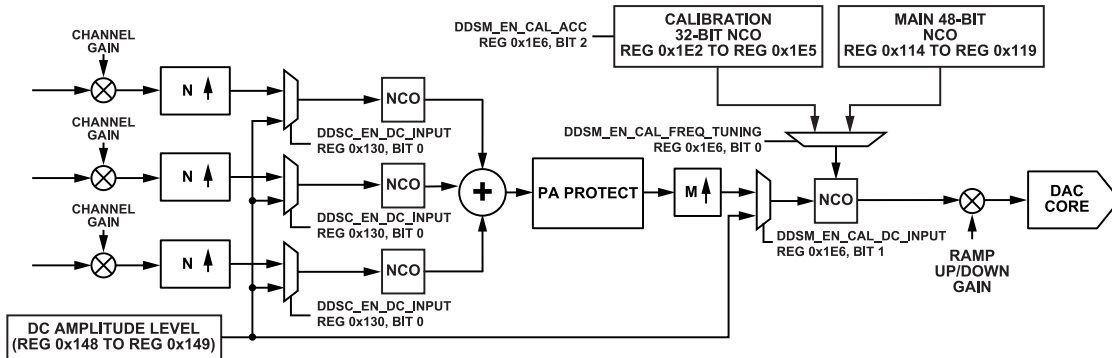 CHANNEL
GAIN
N
DDSC_EN_DC_INPUT
REG 0x130, BIT 0
NCO
CHANNEL
GAIN
N
DDSC_EN_DC_INPUT
REG 0x130, BIT 0
NCO
CHANNEL
GAIN
N
DDSC_EN_DC_INPUT
REG 0x130, BIT 0
NCO
DC AMPLITUDE LEVEL
(REG 0x148 TO REG 0x149)
+
PA PROTECT
M
DDSM_EN_CAL_ACC
REG 0x1E6, BIT 2
CALIBRATION
32-BIT NCO
REG 0x1E2 TO REG 0x1E5
MAIN 48-BIT
NCO
REG 0x114 TO REG 0x119
DDSM_EN_CAL_FREQ_TUNING
REG 0x1E6, BIT 0
NCO
DDSM_EN_CAL_DC_INPUT
REG 0x1E6, BIT 1
RAMP
UP/DOWN
GAIN
DAC
CORE